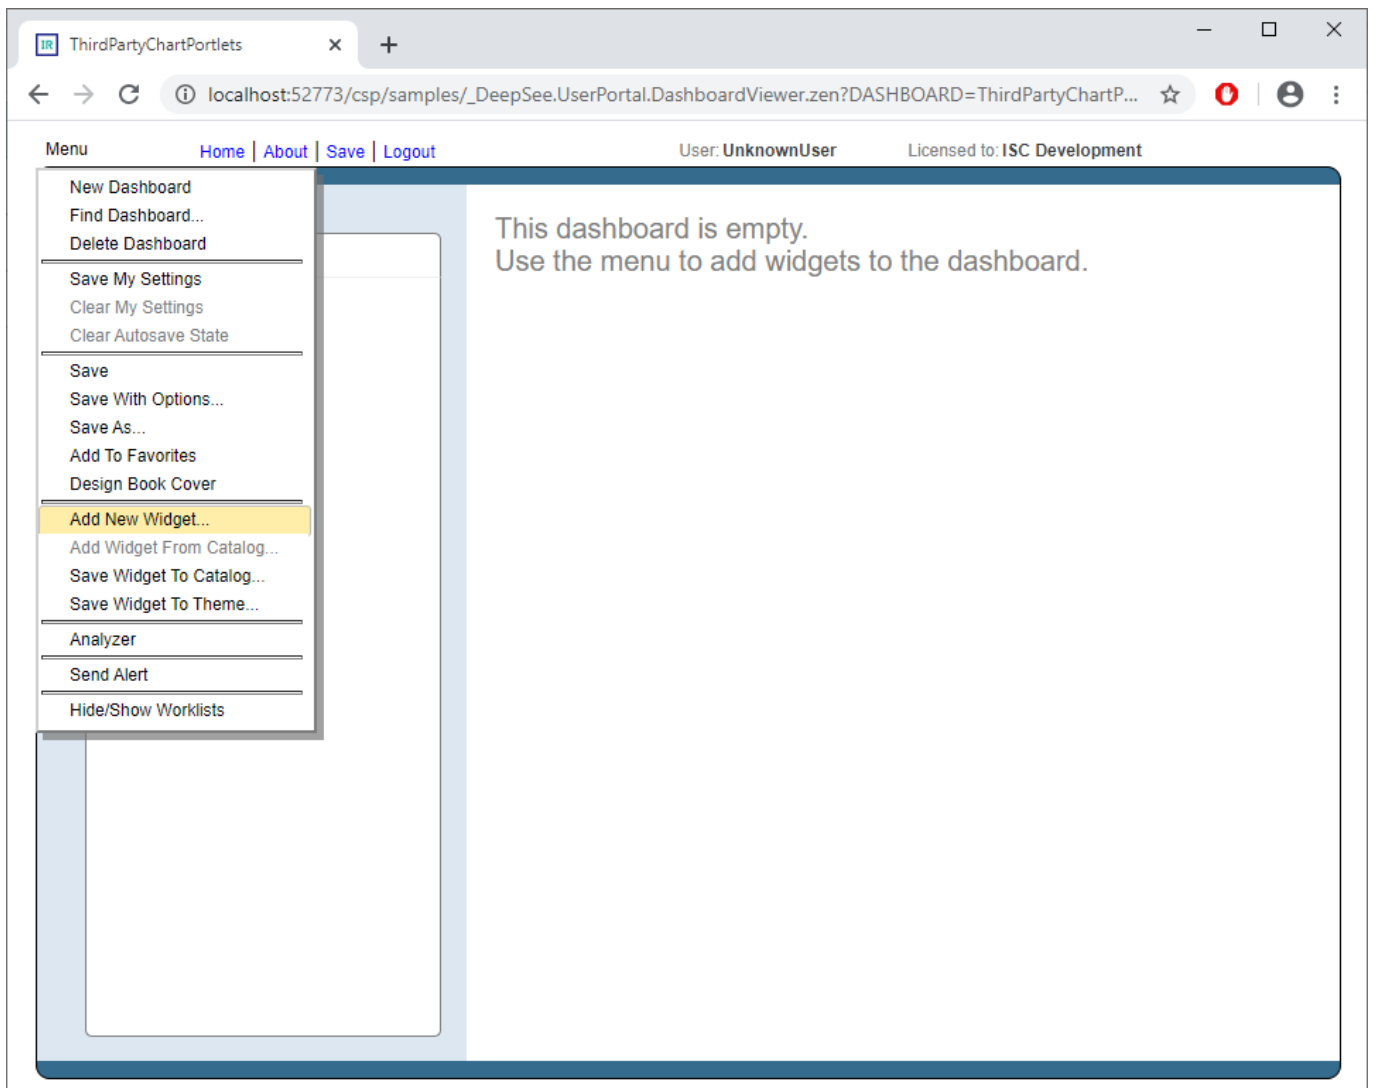 IR ThirdPartyChartPortlets
localhost:52773/csp/samples/_DeepSee.UserPortal.DashboardViewer.zen?DASHBOARD=ThirdPartyChartP...
Menu Home | About | Save | Logout User: UnknownUser Licensed to: ISC Development
New Dashboard
Find Dashboard...
Delete Dashboard
Save My Settings
Clear My Settings
Clear Autosave State
Save
Save With Options...
Save As...
Add To Favorites
Design Book Cover
Add New Widget...
Add Widget From Catalog...
Save Widget To Catalog...
Save Widget To Theme...
Analyzer
Send Alert
Hide/Show Worklists
This dashboard is empty.
Use the menu to add widgets to the dashboard.